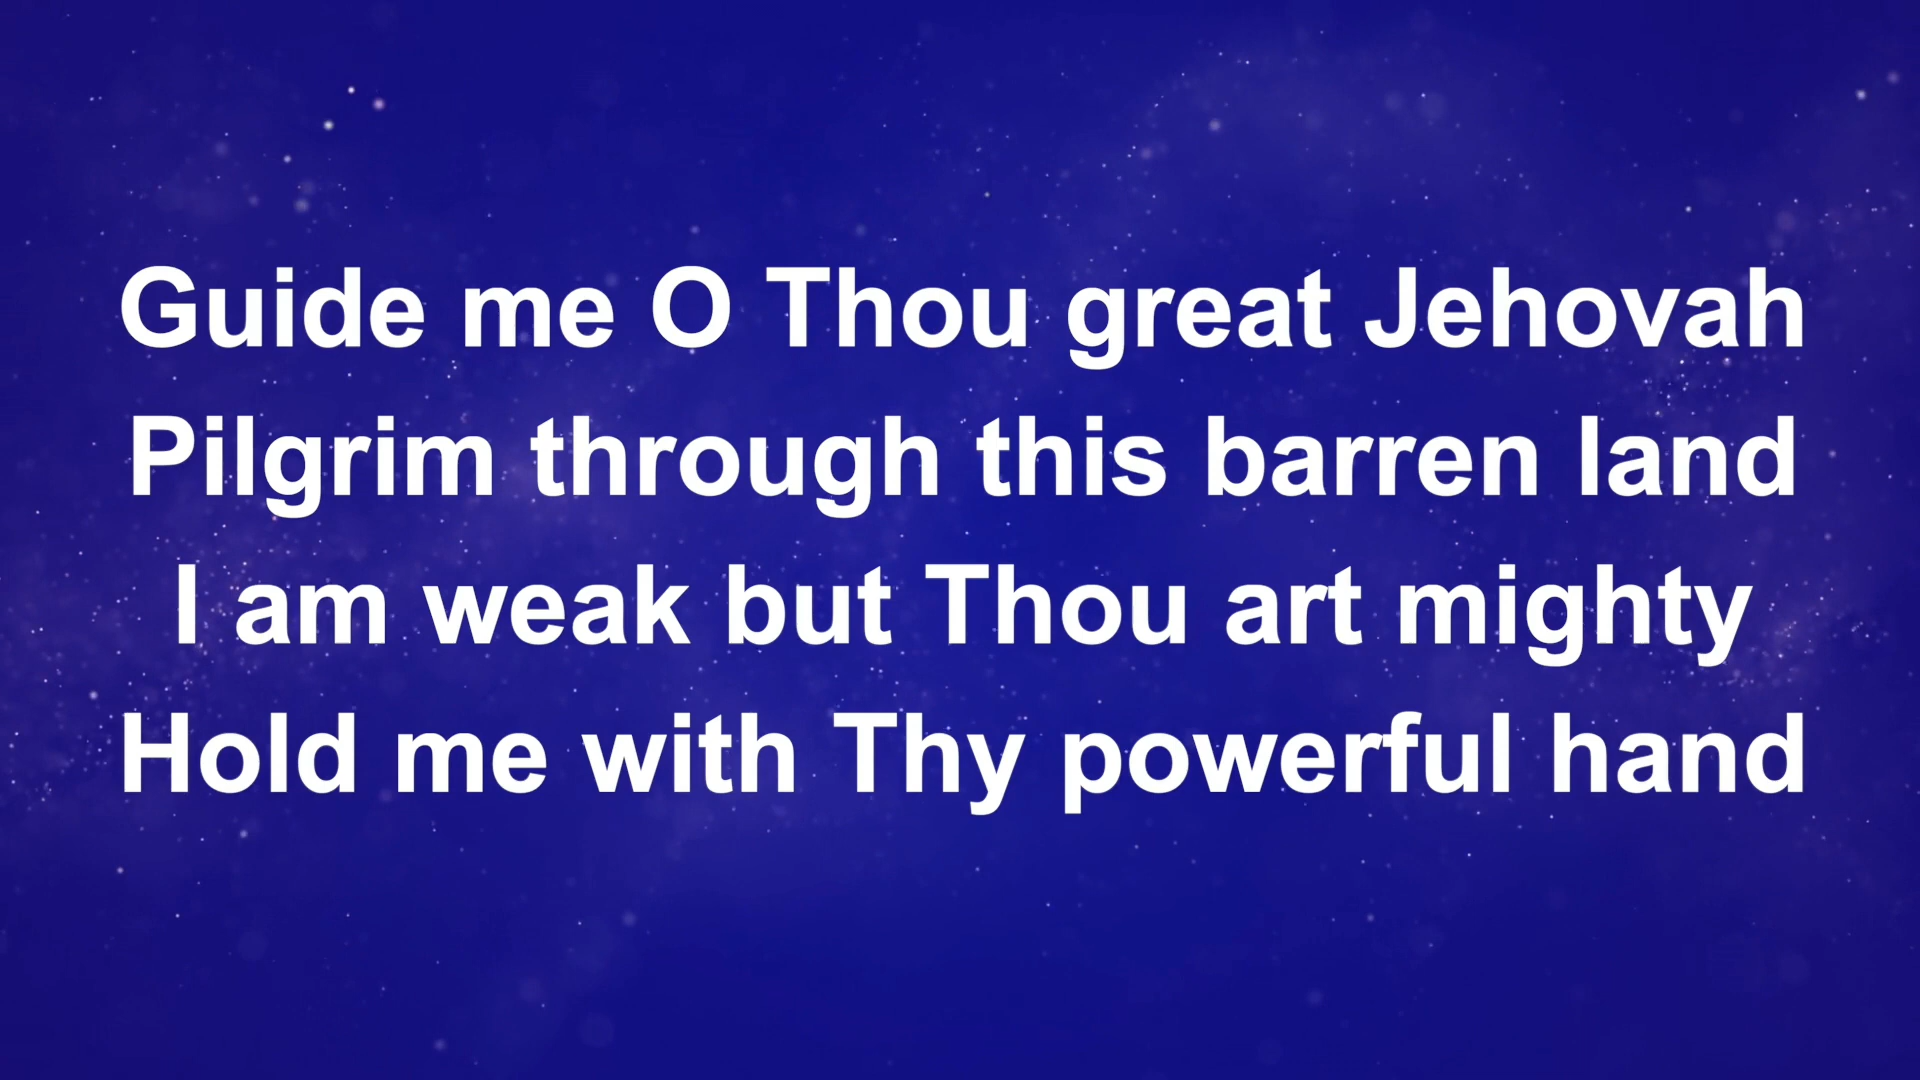 Guide me O Thou great Jehovah
Pilgrim through this barren land
I am weak but Thou art mighty
Hold me with Thy powerful hand